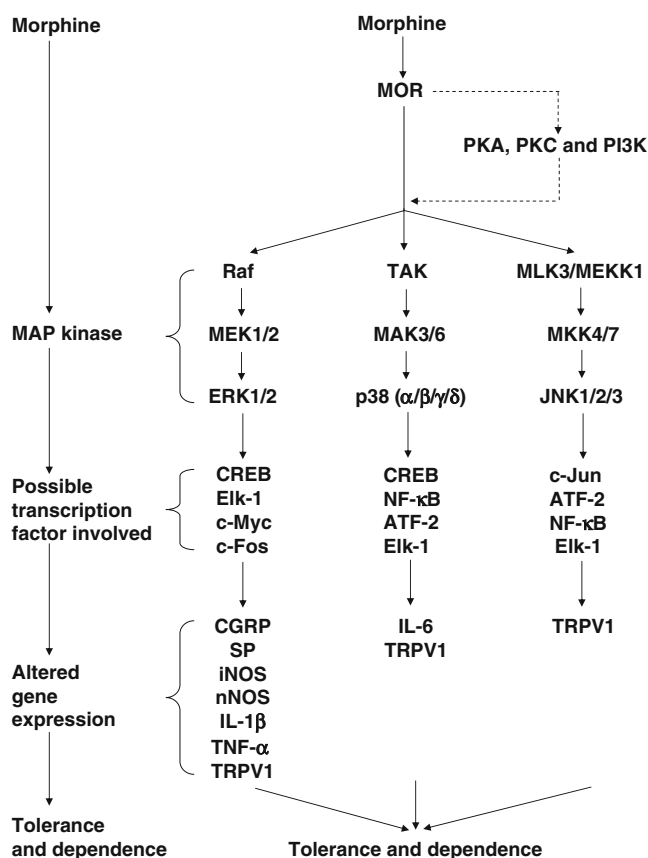 Morphine
Morphine
MOR
PKA, PKC and PI3K
Raf
TAK
MLK3/MEKK1
MAP kinase
MEK1/2
MAK3/6
MKK4/7
ERK1/2
p38 (α/β/γ/δ)
JNK1/2/3
Possible
transcription
factor involved
CREB
Elk-1
c-Myc
c-Fos
CREB
NF-κB
ATF-2
Elk-1
c-Jun
ATF-2
NF-κB
Elk-1
Altered
gene
expression
CGRP
SP
iNOS
nNOS
IL-1β
TNF-α
TRPV1
IL-6
TRPV1
TRPV1
Tolerance
and dependence
Tolerance and dependence